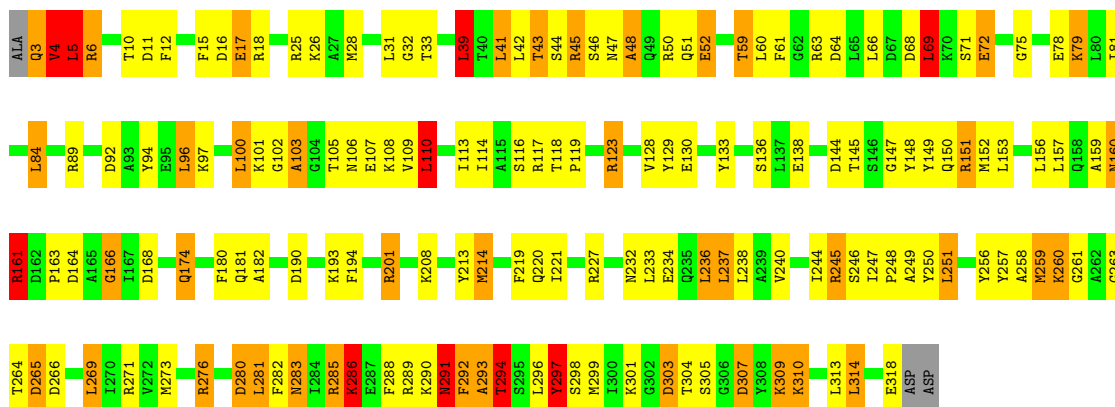 ALA Q3 V4 L5 R6 T10 D11 F12 F15 D16 E17 R18 R25 K26 A27 M28 L31 G32 T33 L39 T40 L41 L42 T43 S44 R45 S46 N47 A48 Q49 R50 Q51 E52 T59 L60 F61 G62 R63 D64 L65 L66 D67 D68 L69 K70 S71 E72 G75 E78 K79 L80
L84 R89 D92 A93 Y94 E95 L96 K97 L100 K101 G102 A103 G104 T105 N106 E107 K108 V109 L110 I113 I114 A115 S116 R117 T118 P119 R123 V128 Y129 E130 Y133 S136 L137 E138 D144 T145 S146 G147 Y148 Y149 Q150 R151 M152 L153 L156 L157 Q158 A159
R161 D162 P163 D164 A165 G166 I167 D168 Q174 F180 Q181 A182 D190 K193 F194 R201 K208 Y213 M214 F219 Q220 I221 R227 N232 L233 E234 Q235 L236 L237 L238 A239 V240 I244 R245 S246 I247 P248 A249 Y250 L251 Y256 Y257 A258 M259 K260 G261 A262
T264 D265 D266 L269 I270 R271 V272 M273 R276 D280 L281 F282 N283 I284 R285 K286 E287 F288 R289 K290 N291 F292 A293 T294 S295 L296 Y297 S298 M299 I300 K301 G302 D303 T304 S305 G306 D307 Y308 K309 K310 L313 L314 E318 ASP ASP